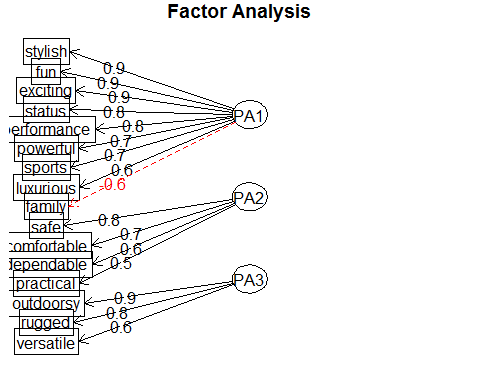 Factor Analysis
stylish
fun
exciting
status
performance
powerful
sports
luxurious
family
safe
comfortable
dependable
practical
outdoorsy
rugged
versatile
0.9
0.9
0.9
0.8
0.8
0.7
0.7
0.6
-0.6
0.8
0.7
0.6
0.5
0.9
0.8
0.6
PA1
PA2
PA3